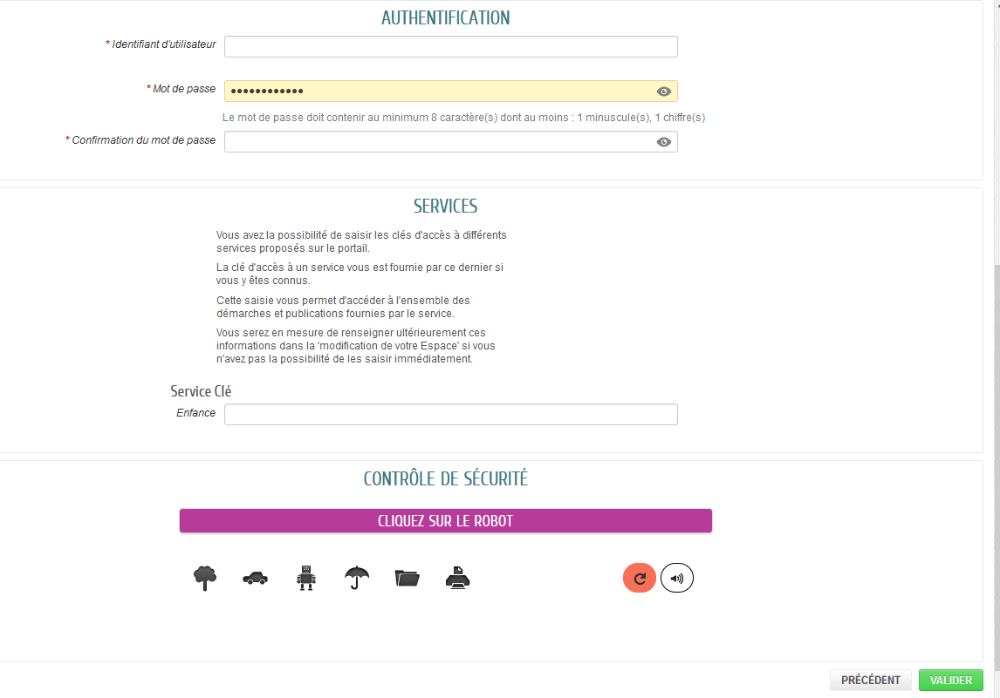 AUTHENTIFICATION
* Identifiant d'utilisateur
* Mot de passe
••••••••••••
Le mot de passe doit contenir au minimum 8 caractère(s) dont au moins : 1 minuscule(s), 1 chiffre(s)
* Confirmation du mot de passe
SERVICES
Vous avez la possibilité de saisir les clés d'accès à différents
services proposés sur le portail.
La clé d'accès à un service vous est fournie par ce dernier si
vous y êtes connus.
Cette saisie vous permet d'accéder à l'ensemble des
démarches et publications fournies par le service.
Vous serez en mesure de renseigner ultérieurement ces
informations dans la 'modification de votre Espace' si vous
n'avez pas la possibilité de les saisir immédiatement.
Service Clé
Enfance
CONTRÔLE DE SÉCURITÉ
CLIQUEZ SUR LE ROBOT
PRÉCÉDENT
VALIDER